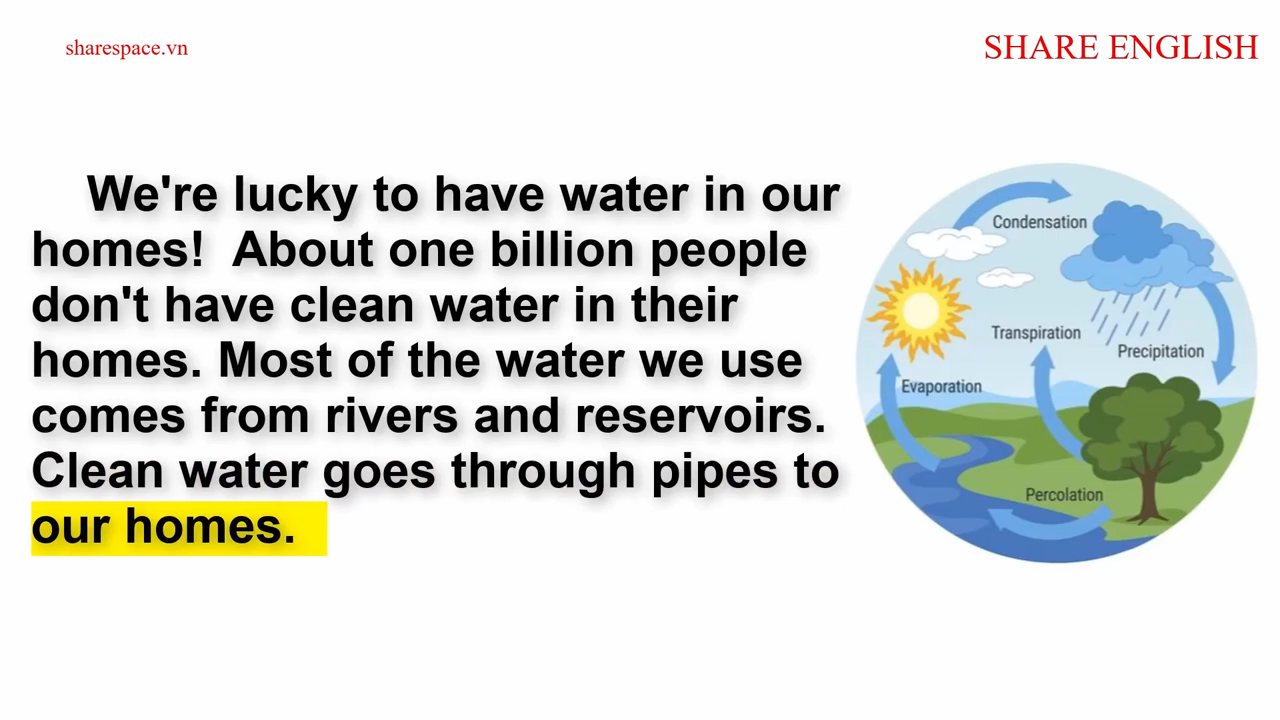 sharespace.vn
SHARE ENGLISH
We're lucky to have water in our
homes!  About one billion people
don't have clean water in their
homes. Most of the water we use
comes from rivers and reservoirs.
Clean water goes through pipes to
our homes.
Condensation
Transpiration
Precipitation
Evaporation
Percolation